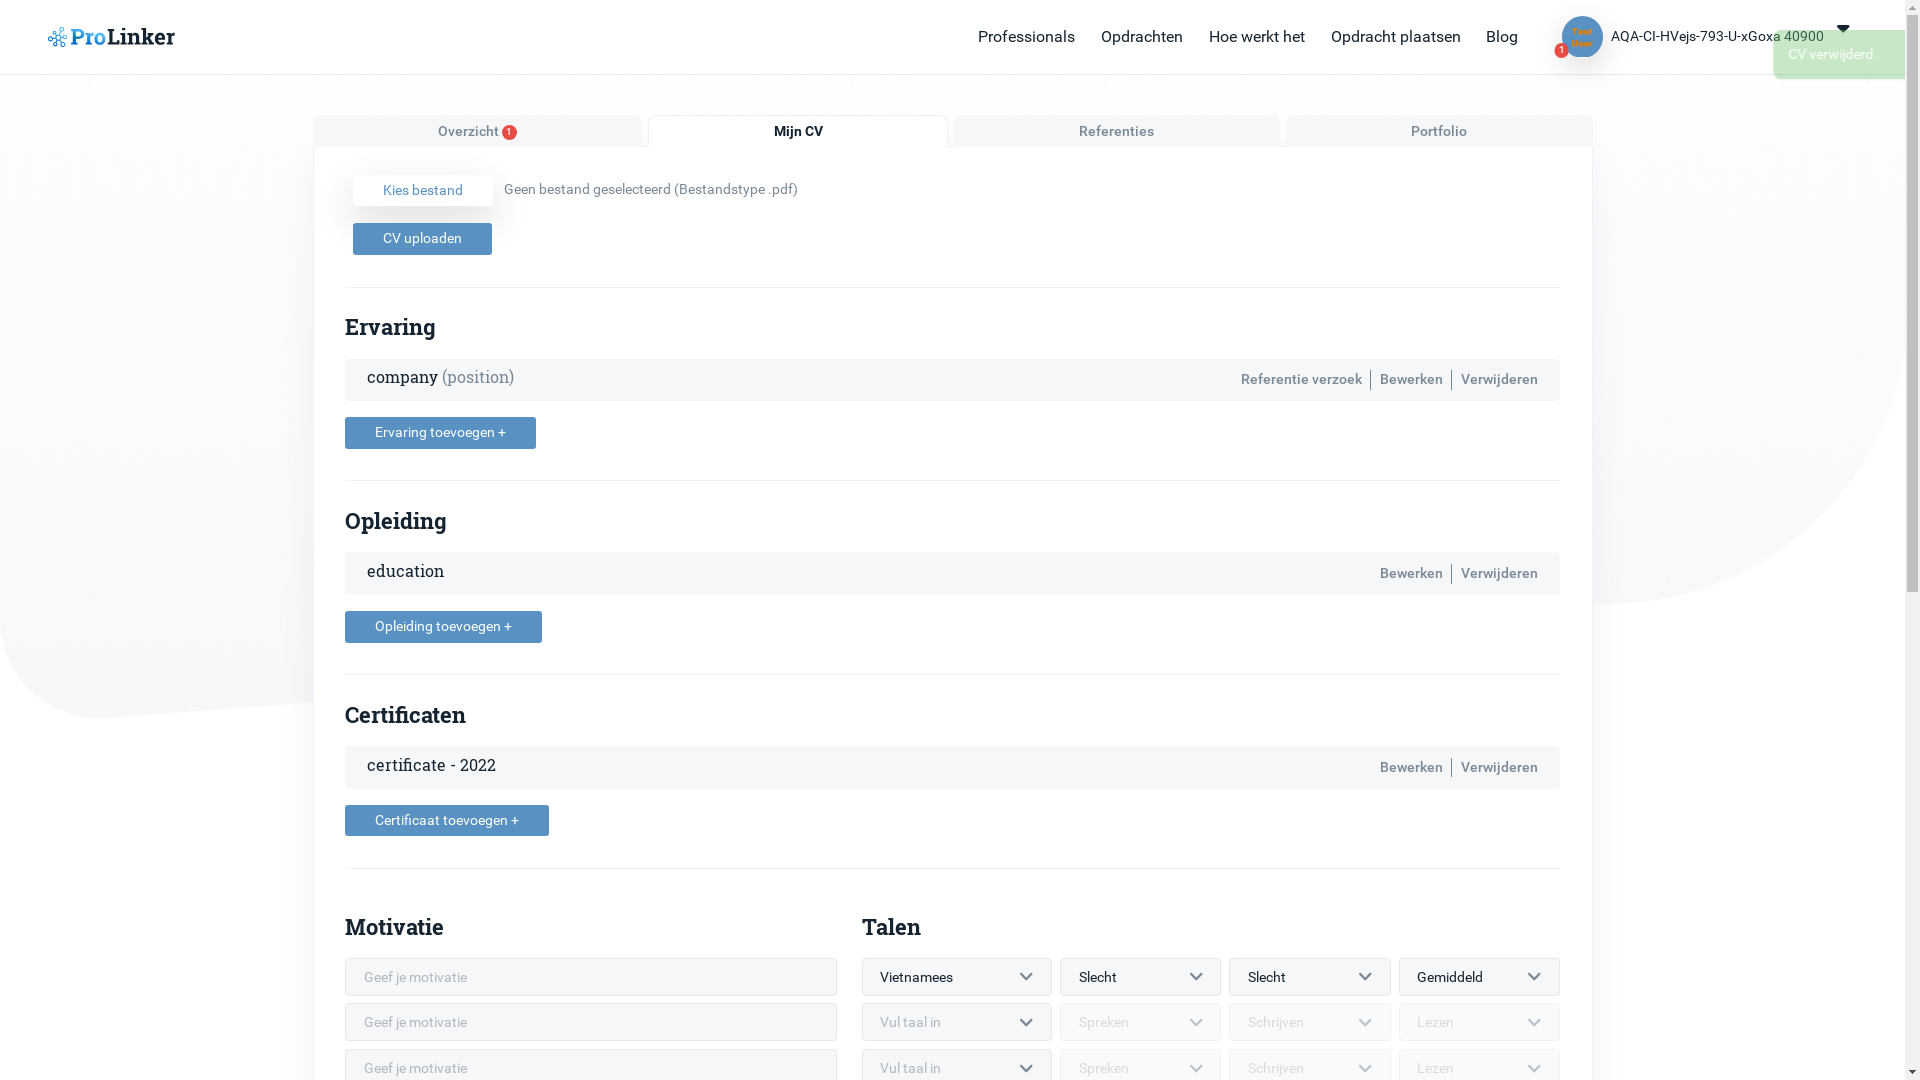 ProLinker
Professionals
Opdrachten
Hoe werkt het
Opdracht plaatsen
Blog
1
AQA-CI-HVejs-793-U-xGoxa 40900
CV verwijderd
Overzicht 1
Mijn CV
Referenties
Portfolio
Kies bestand
Geen bestand geselecteerd (Bestandstype .pdf)
CV uploaden
Ervaring
company (position)
Referentie verzoek
Bewerken
Verwijderen
Ervaring toevoegen +
Opleiding
education
Bewerken
Verwijderen
Opleiding toevoegen +
Certificaten
certificate - 2022
Bewerken
Verwijderen
Certificaat toevoegen +
Motivatie
Geef je motivatie
Geef je motivatie
Geef je motivatie
Talen
Vietnamees
Slecht
Slecht
Gemiddeld
Vul taal in
Spreken
Schrijven
Lezen
Vul taal in
Spreken
Schrijven
Lezen